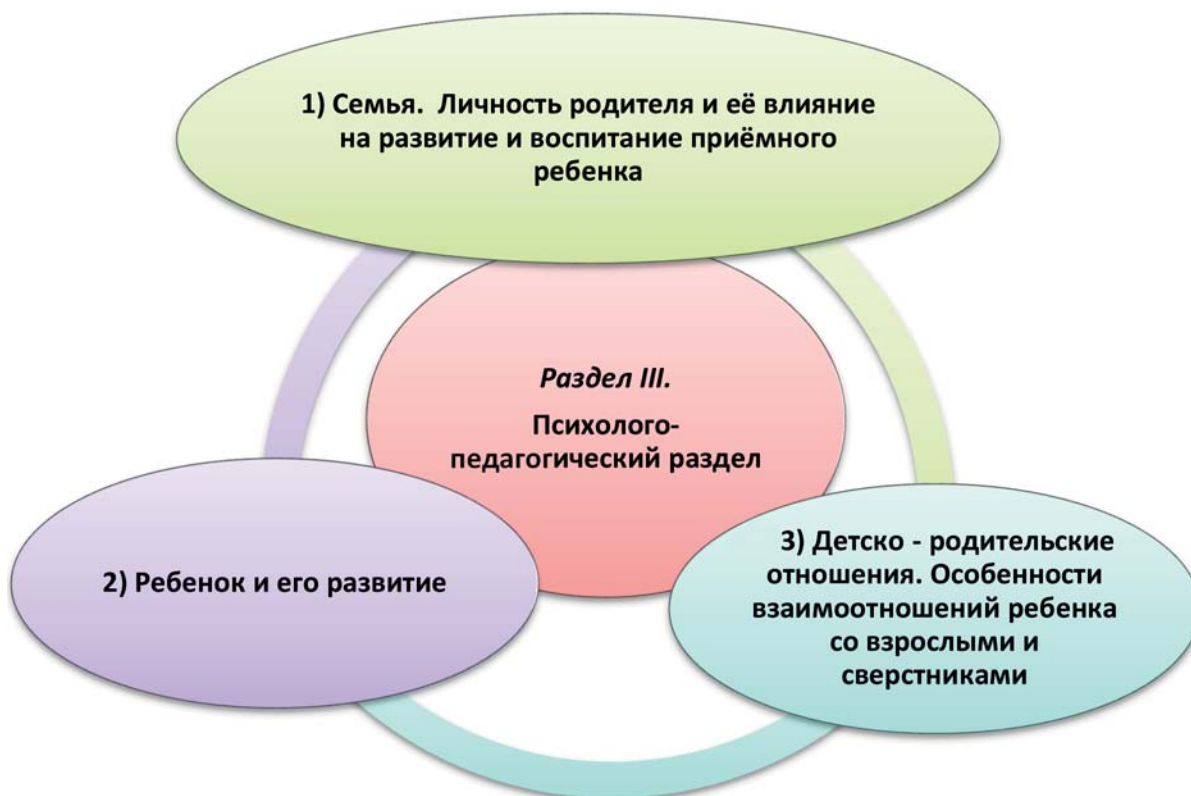 1) Семья.  Личность родителя и её влияние
на развитие и воспитание приёмного
ребенка
Раздел III.
Психолого-
педагогический раздел
2) Ребенок и его развитие
3) Детско - родительские
отношения. Особенности
взаимоотношений ребенка
со взрослыми и
сверстниками